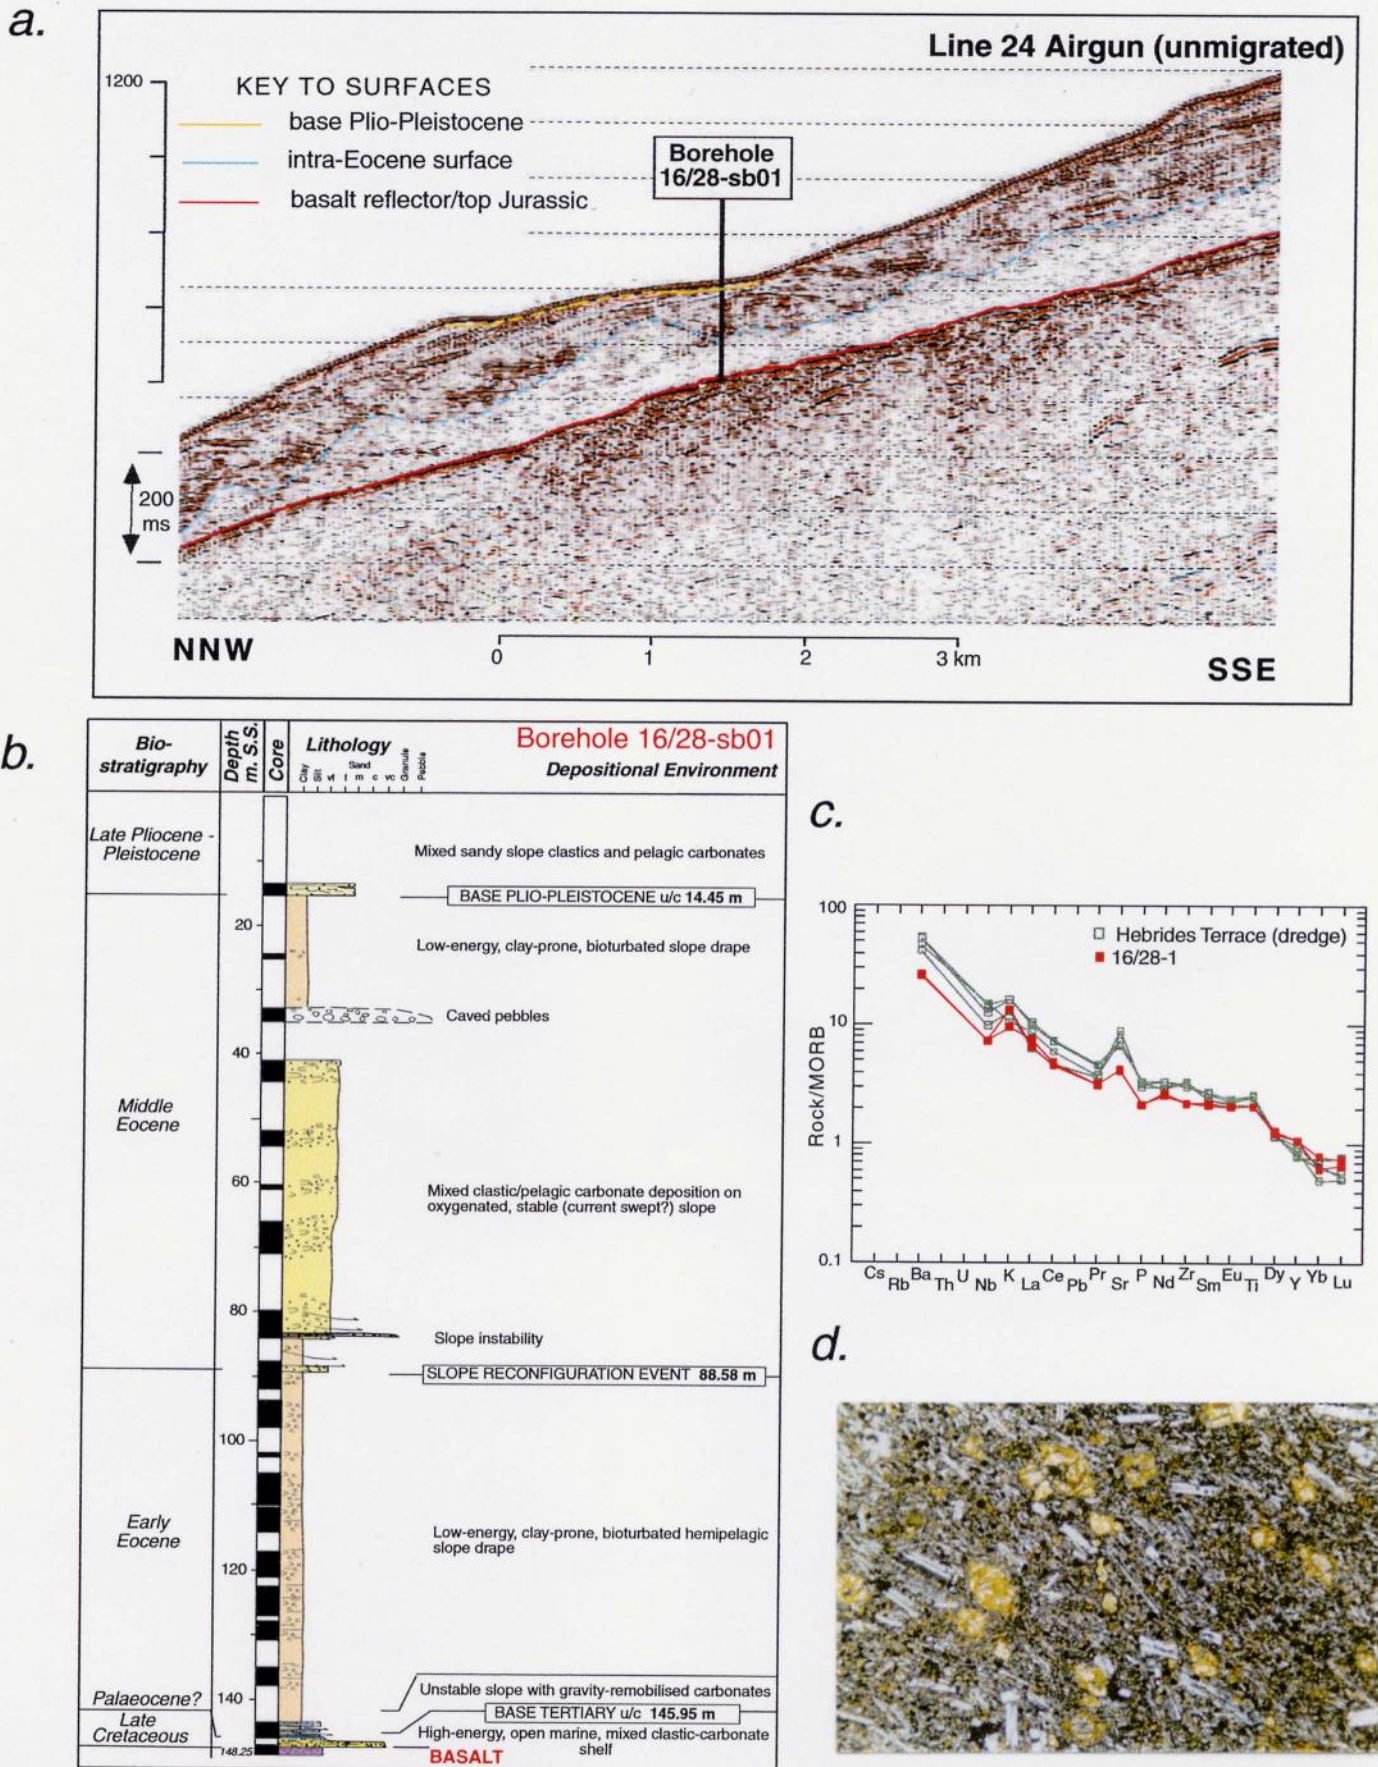 a.
Line 24 Airgun (unmigrated)
1200
KEY TO SURFACES
base Plio-Pleistocene
intra-Eocene surface
basalt reflector/top Jurassic
Borehole
16/28-sb01
200
ms
NNW
0
1
2
3 km
SSE
b.
Bio-
stratigraphy
Depth
m. S.S.
Core
Lithology
Sand
Clay
Silt
vf
f
m
c
vc
Granule
Pebble
Borehole 16/28-sb01
Depositional Environment
Late Pliocene -
Pleistocene
Mixed sandy slope clastics and pelagic carbonates
BASE PLIO-PLEISTOCENE u/c 14.45 m
20
Low-energy, clay-prone, bioturbated slope drape
Caved pebbles
40
Middle
Eocene
60
Mixed clastic/pelagic carbonate deposition on
oxygenated, stable (current swept?) slope
80
Slope instability
SLOPE RECONFIGURATION EVENT 88.58 m
100
Early
Eocene
Low-energy, clay-prone, bioturbated hemipelagic
slope drape
120
Palaeocene?
140
Unstable slope with gravity-remobilised carbonates
BASE TERTIARY u/c 145.95 m
Late
Cretaceous
High-energy, open marine, mixed clastic-carbonate
shelf
148.25
BASALT
c.
100
10
1
0.1
Rock/MORB
Hebrides Terrace (dredge)
16/28-1
Cs Rb Ba Th U Nb K La Ce Pb Pr Sr P Nd Zr Sm Eu Ti Dy Y Yb Lu
d.